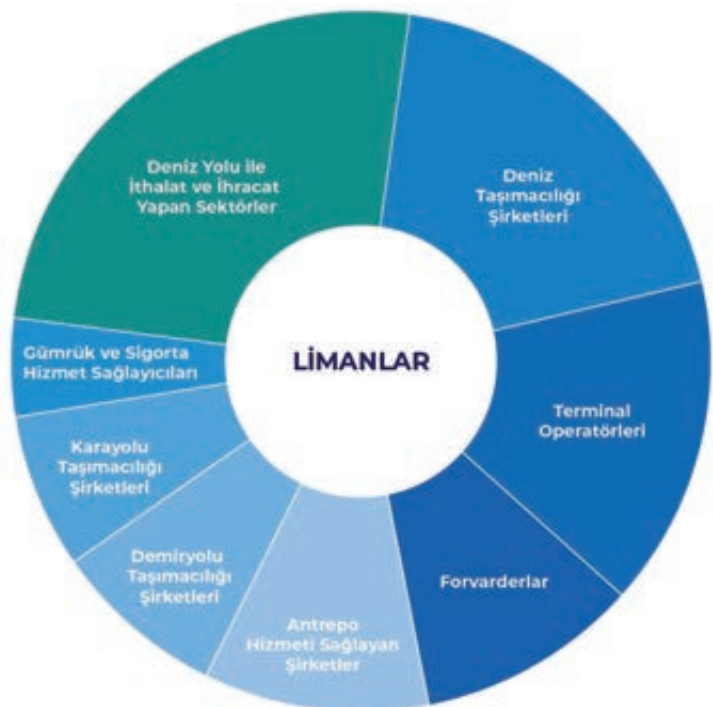 Deniz Yolu ile
İthalat ve İhracat
Yapan Sektörler
Deniz
Taşımacılığı
Şirketleri
LİMANLAR
Gümrük ve Sigorta
Hizmet Sağlayıcıları
Terminal
Operatörleri
Karayolu
Taşımacılığı
Şirketleri
Demiryolu
Taşımacılığı
Şirketleri
Forvarderlar
Antrepo
Hizmeti Sağlayan
Şirketler